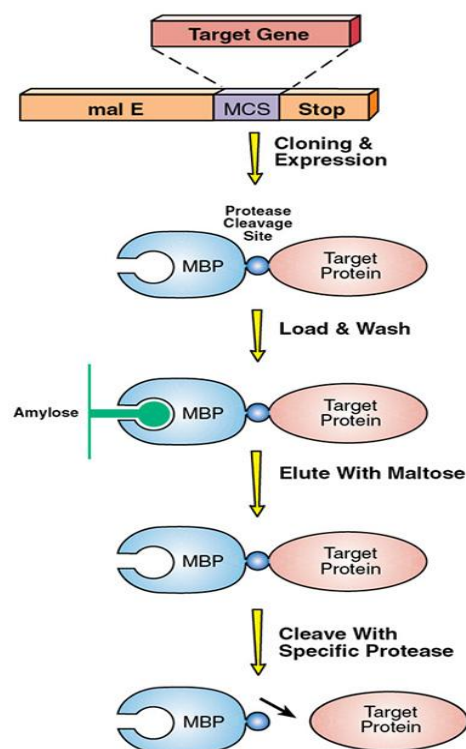 Target Gene
mal E MCS Stop
Cloning &
Expression
Protease
Cleavage
Site
MBP
Target
Protein
Load & Wash
Amylose
MBP
Target
Protein
Elute With Maltose
MBP
Target
Protein
Cleave With
Specific Protease
MBP
Target
Protein